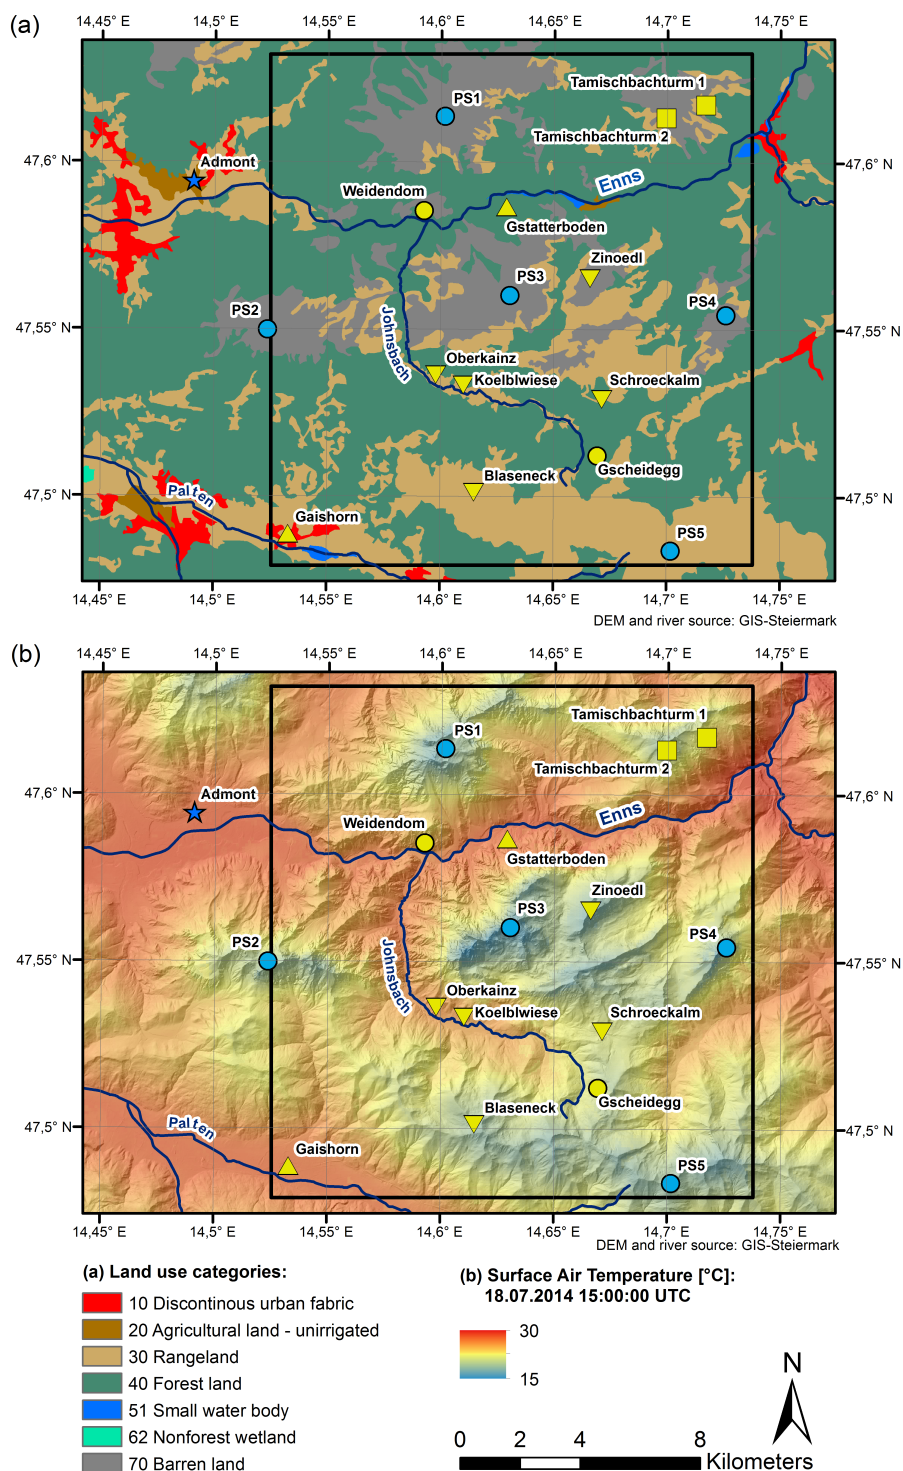 (a)
14,45° E 14,5° E 14,55° E 14,6° E 14,65° E 14,7° E 14,75° E
Tamischbachturm 1
PS1
Tamischbachturm 2
47,6° N
Admont
47,6° N
Weidendom
Enns
Gstatterboden
Zinoedl
PS3
PS2
PS4
47,55° N
47,55° N
Johnsbach
Oberkainz
Koelblwiese
Schroeckalm
Blaseneck
Gscheidegg
47,5° N
Palten
47,5° N
Gaishorn
PS5
14,45° E 14,5° E 14,55° E 14,6° E 14,65° E 14,7° E 14,75° E
DEM and river source: GIS-Steiermark
(b)
14,45° E 14,5° E 14,55° E 14,6° E 14,65° E 14,7° E 14,75° E
Tamischbachturm 1
PS1
Tamischbachturm 2
47,6° N
Admont
47,6° N
Weidendom
Enns
Gstatterboden
Zinoedl
PS3
PS2
PS4
47,55° N
47,55° N
Johnsbach
Oberkainz
Koelblwiese
Schroeckalm
Blaseneck
Gscheidegg
47,5° N
Palten
47,5° N
Gaishorn
PS5
14,45° E 14,5° E 14,55° E 14,6° E 14,65° E 14,7° E 14,75° E
DEM and river source: GIS-Steiermark
(a) Land use categories:
10 Discontinous urban fabric
20 Agricultural land - unirrigated
30 Rangeland
40 Forest land
51 Small water body
62 Nonforest wetland
70 Barren land
(b) Surface Air Temperature [°C]:
18.07.2014 15:00:00 UTC
30
15
N
0 2 4 8
Kilometers